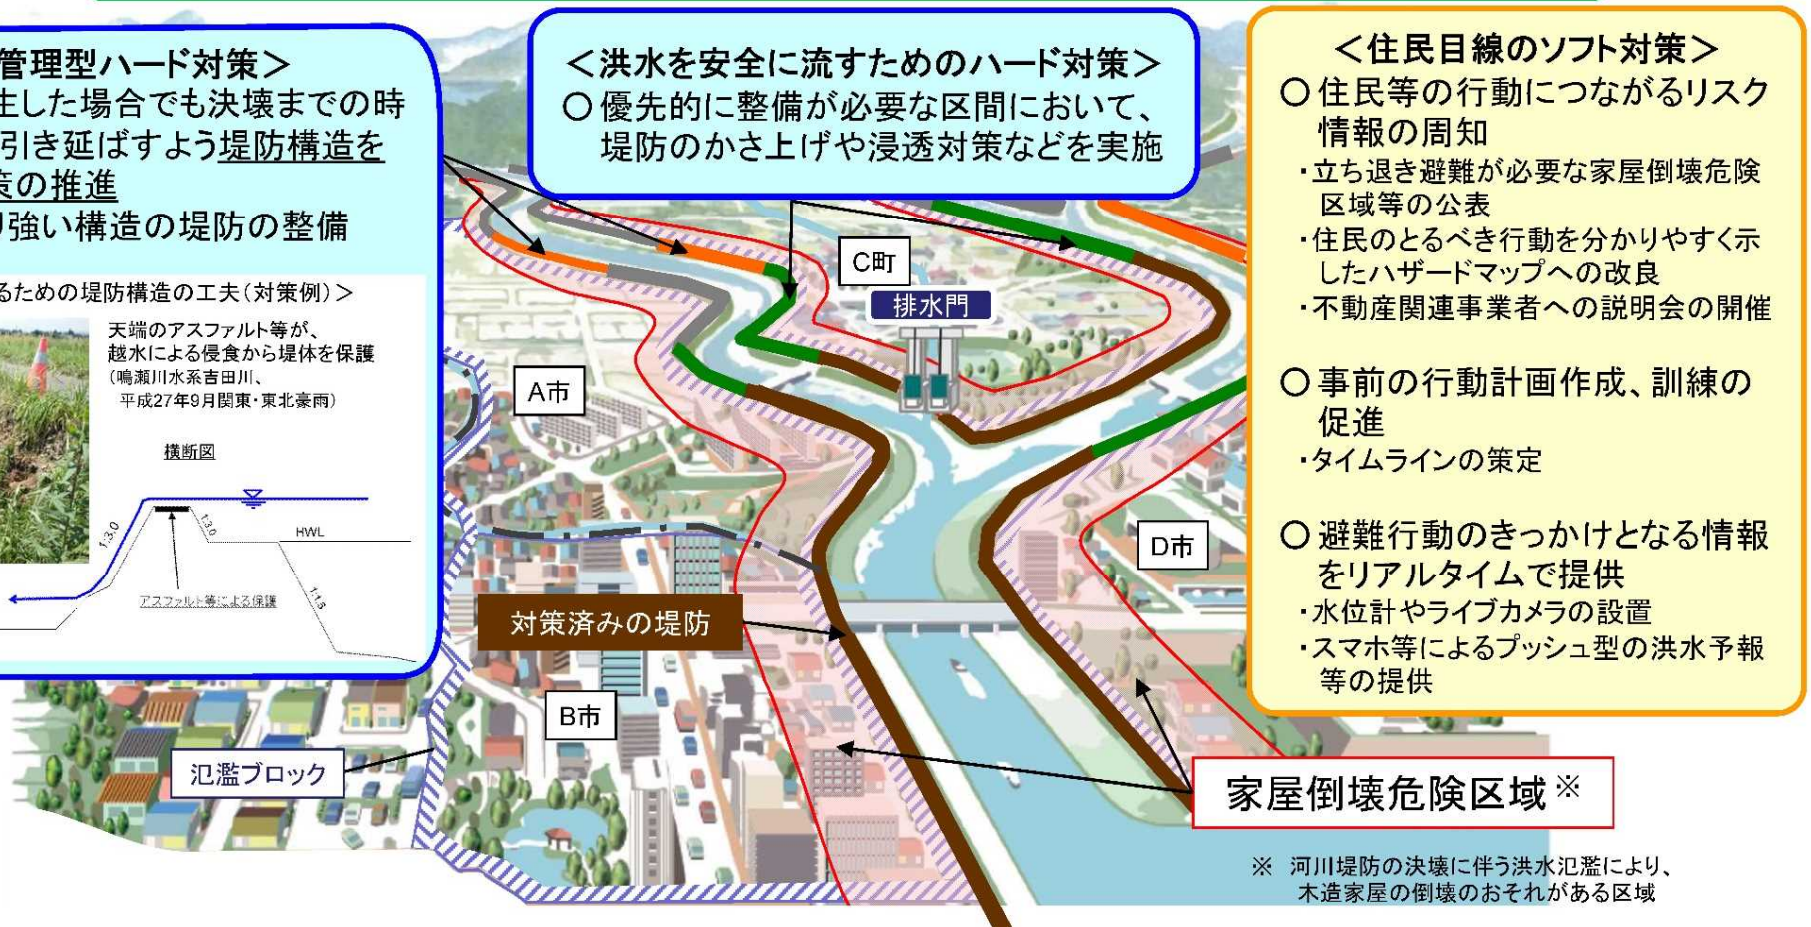 管理型ハード対策＞
生した場合でも決壊までの時
引き延ばすよう堤防構造を
策の推進
り強い構造の堤防の整備
るための堤防構造の工夫(対策例)＞
天端のアスファルト等が、
越水による侵食から堤体を保護
(鳴瀬川水系吉田川、
平成27年9月関東・東北豪雨)
横断図
1:3.0
1:3.0
HWL
アスファルト等による保護
1:1.5
＜洪水を安全に流すためのハード対策＞
○優先的に整備が必要な区間において、
堤防のかさ上げや浸透対策などを実施
C町
排水門
A市
D市
対策済みの堤防
B市
氾濫ブロック
＜住民目線のソフト対策＞
○住民等の行動につながるリスク
情報の周知
・立ち退き避難が必要な家屋倒壊危険
区域等の公表
・住民のとるべき行動を分かりやすく示
したハザードマップへの改良
・不動産関連事業者への説明会の開催
○事前の行動計画作成、訓練の
促進
・タイムラインの策定
○避難行動のきっかけとなる情報
をリアルタイムで提供
・水位計やライブカメラの設置
・スマホ等によるプッシュ型の洪水予報
等の提供
家屋倒壊危険区域※
※ 河川堤防の決壊に伴う洪水氾濫により、
木造家屋の倒壊のおそれがある区域